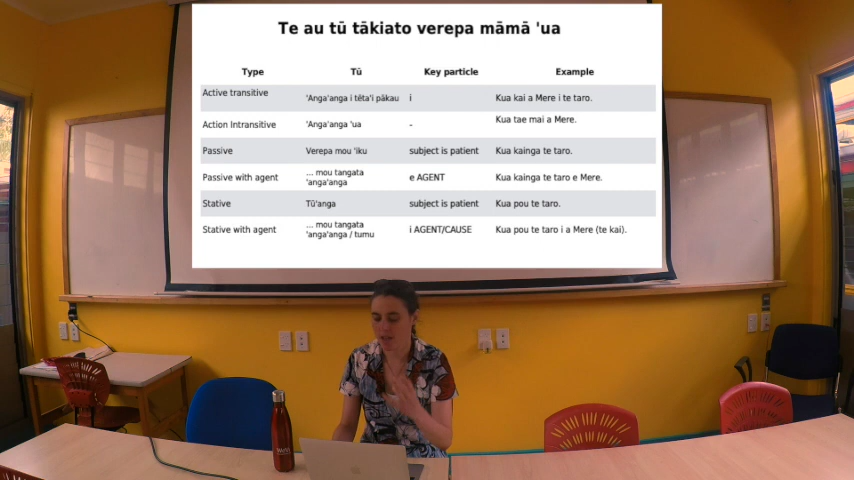 Te au tū tākiato verepa māmā 'ua
Type Tū Key particle Example
Active transitive 'Anga'anga i tēta'i pākau i Kua kai a Mere i te taro.
Action Intransitive 'Anga'anga 'ua - Kua tae mai a Mere.
Passive Verepa mou 'iku subject is patient Kua kainga te taro.
Passive with agent ... mou tangata 'anga'anga e AGENT Kua kainga te taro e Mere.
Stative Tū'anga subject is patient Kua pou te taro.
Stative with agent ... mou tangata 'anga'anga / tumu i AGENT/CAUSE Kua pou te taro i a Mere (te kai).